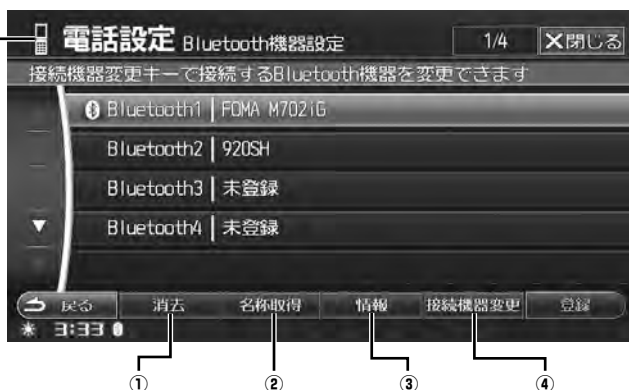 電話設定 Bluetooth機器設定 1/4 ×閉じる
接続機器変更キーで接続するBluetooth機器を変更できます
Bluetooth1 FOMA M702iG
Bluetooth2 920SH
Bluetooth3 未登録
Bluetooth4 未登録
戻る 消去 名称取得 情報 接続機器変更 登録
3:33
① ② ③ ④